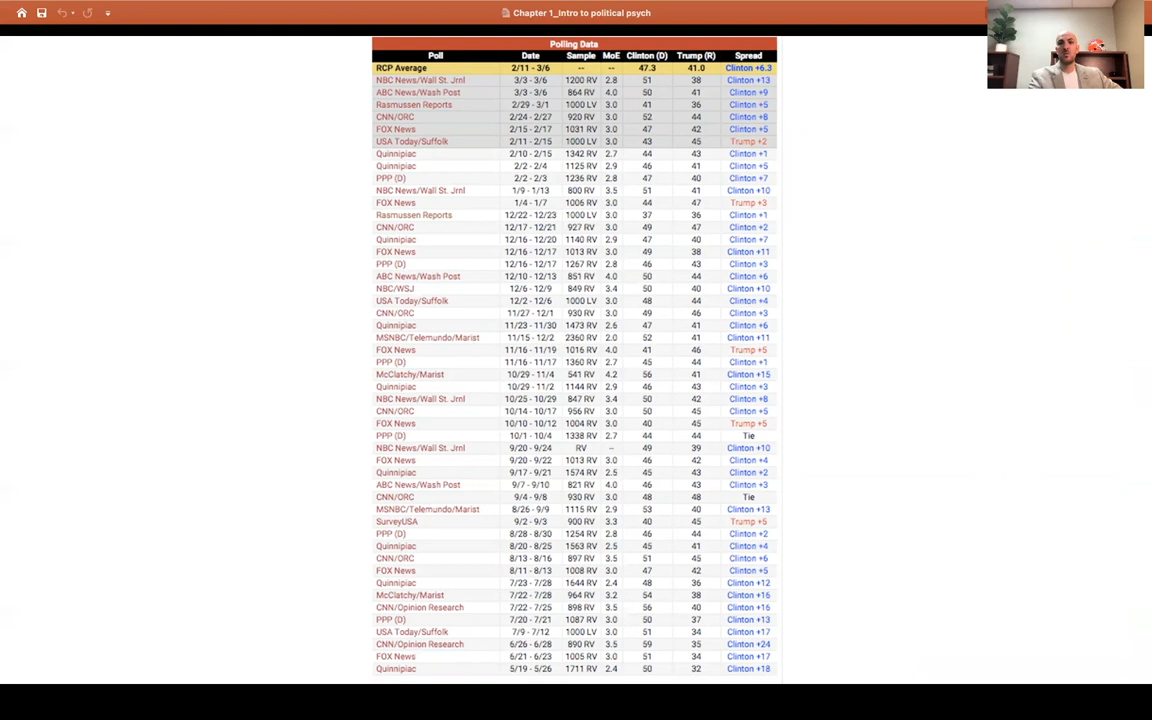 Chapter 1_Intro to political psych
Polling Data
Poll Date Sample MoE Clinton (D) Trump (R) Spread
RCP Average 2/11 - 3/6 -- -- 47.3 41.0 Clinton +6.3
NBC News/Wall St. Jrnl 3/3 - 3/6 1200 RV 2.8 51 38 Clinton +13
ABC News/Wash Post 3/3 - 3/6 864 RV 4.0 50 41 Clinton +9
Rasmussen Reports 2/29 - 3/1 1000 LV 3.0 41 36 Clinton +5
CNN/ORC 2/24 - 2/27 920 RV 3.0 52 44 Clinton +8
FOX News 2/15 - 2/17 1031 RV 3.0 47 42 Clinton +5
USA Today/Suffolk 2/11 - 2/15 1000 LV 3.0 43 45 Trump +2
Quinnipiac 2/10 - 2/15 1342 RV 2.7 44 43 Clinton +1
Quinnipiac 2/2 - 2/4 1125 RV 2.9 46 41 Clinton +5
PPP (D) 2/2 - 2/3 1236 RV 2.8 47 40 Clinton +7
NBC News/Wall St. Jrnl 1/9 - 1/13 800 RV 3.5 51 41 Clinton +10
FOX News 1/4 - 1/7 1006 RV 3.0 44 47 Trump +3
Rasmussen Reports 12/22 - 12/23 1000 LV 3.0 37 36 Clinton +1
CNN/ORC 12/17 - 12/21 927 RV 3.0 49 47 Clinton +2
Quinnipiac 12/16 - 12/20 1140 RV 2.9 47 40 Clinton +7
FOX News 12/16 - 12/17 1013 RV 3.0 49 38 Clinton +11
PPP (D) 12/16 - 12/17 1267 RV 2.8 46 43 Clinton +3
ABC News/Wash Post 12/10 - 12/13 851 RV 4.0 50 44 Clinton +6
NBC/WSJ 12/6 - 12/9 849 RV 3.4 50 40 Clinton +10
USA Today/Suffolk 12/2 - 12/6 1000 LV 3.0 48 44 Clinton +4
CNN/ORC 11/27 - 12/1 930 RV 3.0 49 46 Clinton +3
Quinnipiac 11/23 - 11/30 1473 RV 2.6 47 41 Clinton +6
MSNBC/Telemundo/Marist 11/15 - 12/2 2360 RV 2.0 52 41 Clinton +11
FOX News 11/16 - 11/19 1016 RV 4.0 41 46 Trump +5
PPP (D) 11/16 - 11/17 1360 RV 2.7 45 44 Clinton +1
McClatchy/Marist 10/29 - 11/4 541 RV 4.2 56 41 Clinton +15
Quinnipiac 10/29 - 11/2 1144 RV 2.9 46 43 Clinton +3
NBC News/Wall St. Jrnl 10/25 - 10/29 847 RV 3.4 50 42 Clinton +8
CNN/ORC 10/14 - 10/17 956 RV 3.0 50 45 Clinton +5
FOX News 10/10 - 10/12 1004 RV 3.0 40 45 Trump +5
PPP (D) 10/1 - 10/4 1338 RV 2.7 44 44 Tie
NBC News/Wall St. Jrnl 9/20 - 9/24 RV -- 49 39 Clinton +10
FOX News 9/20 - 9/22 1013 RV 3.0 46 42 Clinton +4
Quinnipiac 9/17 - 9/21 1574 RV 2.5 45 43 Clinton +2
ABC News/Wash Post 9/7 - 9/10 821 RV 4.0 46 43 Clinton +3
CNN/ORC 9/4 - 9/8 930 RV 3.0 48 48 Tie
MSNBC/Telemundo/Marist 8/26 - 9/9 1115 RV 2.9 53 40 Clinton +13
SurveyUSA 9/2 - 9/3 900 RV 3.3 40 45 Trump +5
PPP (D) 8/28 - 8/30 1254 RV 2.8 46 44 Clinton +2
Quinnipiac 8/20 - 8/25 1563 RV 2.5 45 41 Clinton +4
CNN/ORC 8/13 - 8/16 897 RV 3.5 51 45 Clinton +6
FOX News 8/11 - 8/13 1008 RV 3.0 47 42 Clinton +5
Quinnipiac 7/23 - 7/28 1644 RV 2.4 48 36 Clinton +12
McClatchy/Marist 7/22 - 7/28 964 RV 3.2 54 38 Clinton +16
CNN/Opinion Research 7/22 - 7/25 898 RV 3.5 56 40 Clinton +16
PPP (D) 7/20 - 7/21 1087 RV 3.0 50 37 Clinton +13
USA Today/Suffolk 7/9 - 7/12 1000 LV 3.0 51 34 Clinton +17
CNN/Opinion Research 6/26 - 6/28 890 RV 3.5 59 35 Clinton +24
FOX News 6/21 - 6/23 1005 RV 3.0 51 34 Clinton +17
Quinnipiac 5/19 - 5/26 1711 RV 2.4 50 32 Clinton +18